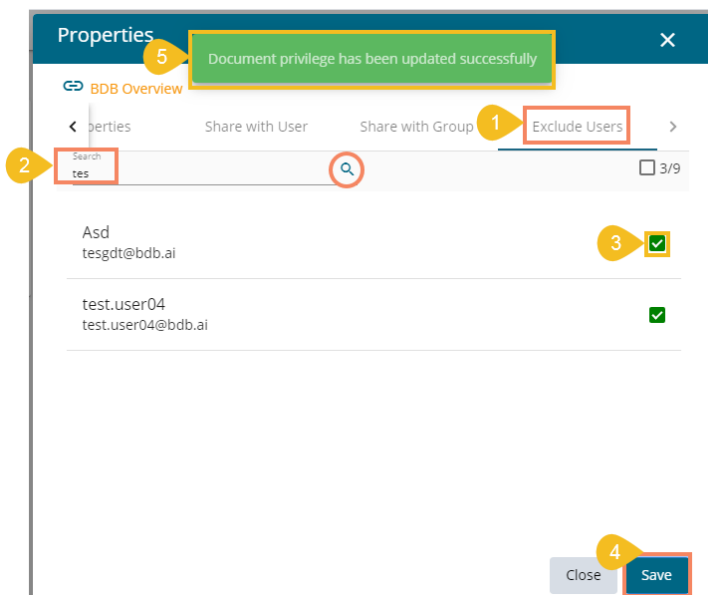 Properties
5
Document privilege has been updated successfully
BDB Overview
perties
Share with User
Share with Group
1
Exclude Users
2
Search
tes
3/9
Asd
tesgdt@bdb.ai
3
test.user04
test.user04@bdb.ai
4
Close
Save